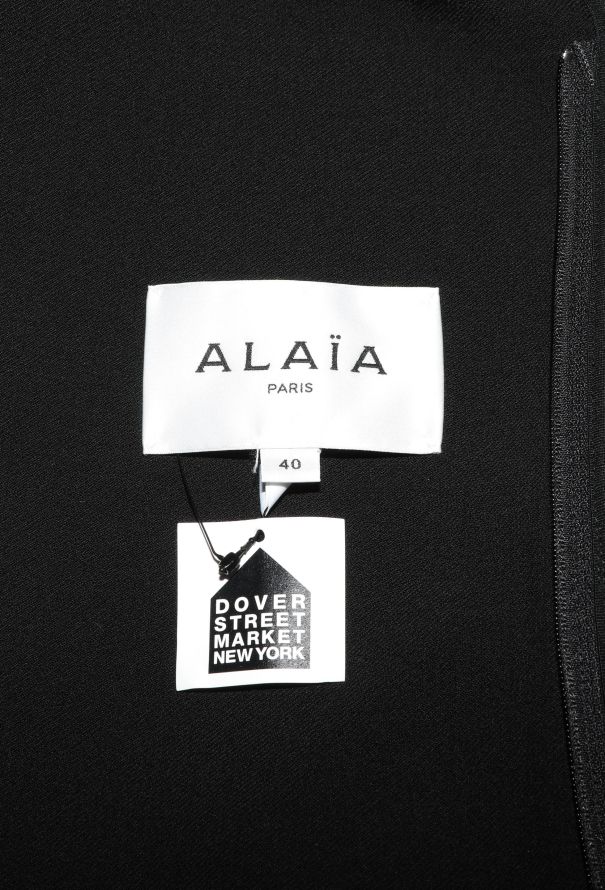 ALAÏA
PARIS
40
DOVER
STREET
MARKET
NEW YORK